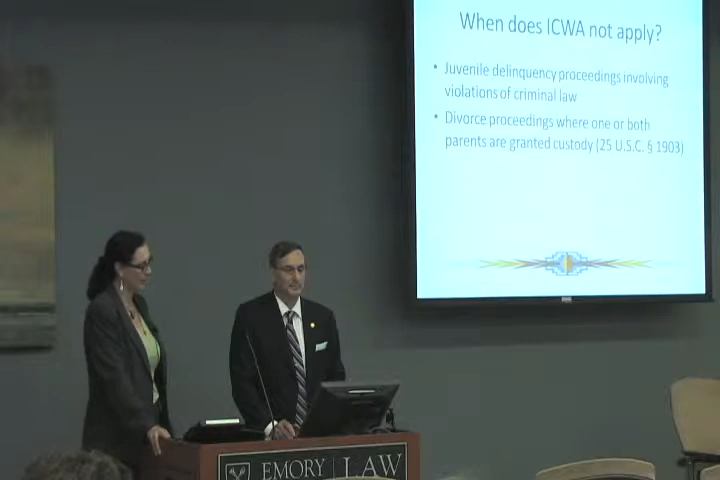 When does ICWA not apply?
• Juvenile delinquency proceedings involving
violations of criminal law
• Divorce proceedings where one or both
parents are granted custody (25 U.S.C. § 1903)
EMORY | LAW